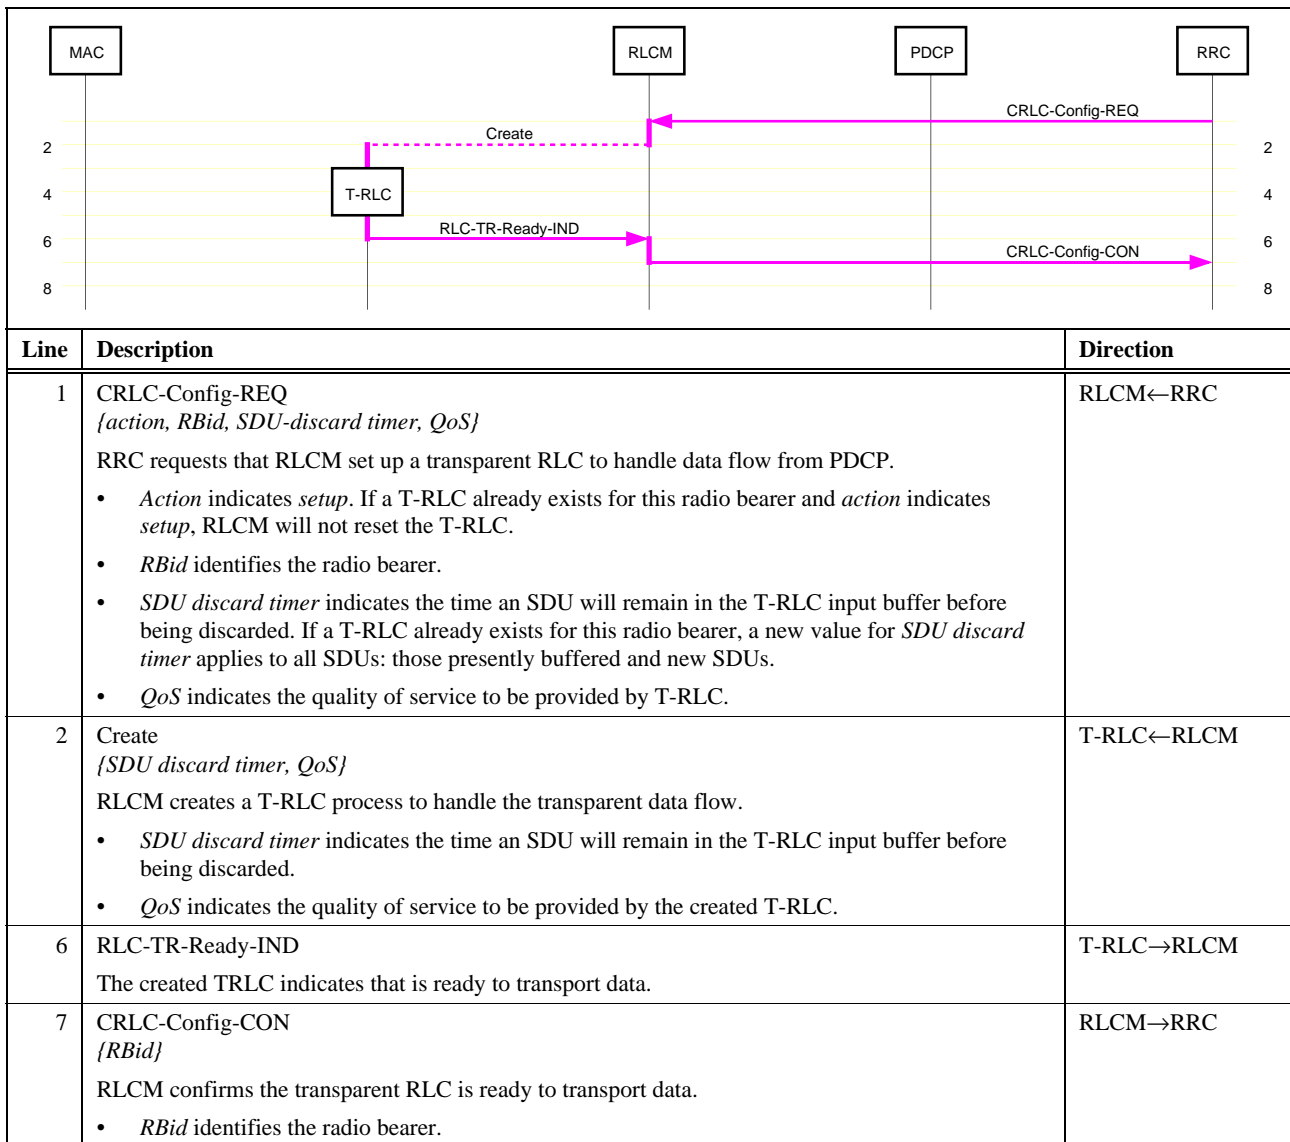 MAC
RLCM
PDCP
RRC
CRLC-Config-REQ
Create
2
2
4
T-RLC
4
RLC-TR-Ready-IND
6
6
CRLC-Config-CON
8
8
Line
Description
Direction
1
CRLC-Config-REQ
RLCM←RRC
{action, RBid, SDU-discard timer, QoS}
RRC requests that RLCM set up a transparent RLC to handle data flow from PDCP.
• Action indicates setup. If a T-RLC already exists for this radio bearer and action indicates
setup, RLCM will not reset the T-RLC.
• RBid identifies the radio bearer.
• SDU discard timer indicates the time an SDU will remain in the T-RLC input buffer before
being discarded. If a T-RLC already exists for this radio bearer, a new value for SDU discard
timer applies to all SDUs: those presently buffered and new SDUs.
• QoS indicates the quality of service to be provided by T-RLC.
2
Create
T-RLC←RLCM
{SDU discard timer, QoS}
RLCM creates a T-RLC process to handle the transparent data flow.
• SDU discard timer indicates the time an SDU will remain in the T-RLC input buffer before
being discarded.
• QoS indicates the quality of service to be provided by the created T-RLC.
6
RLC-TR-Ready-IND
T-RLC→RLCM
The created TRLC indicates that is ready to transport data.
7
CRLC-Config-CON
RLCM→RRC
{RBid}
RLCM confirms the transparent RLC is ready to transport data.
• RBid identifies the radio bearer.